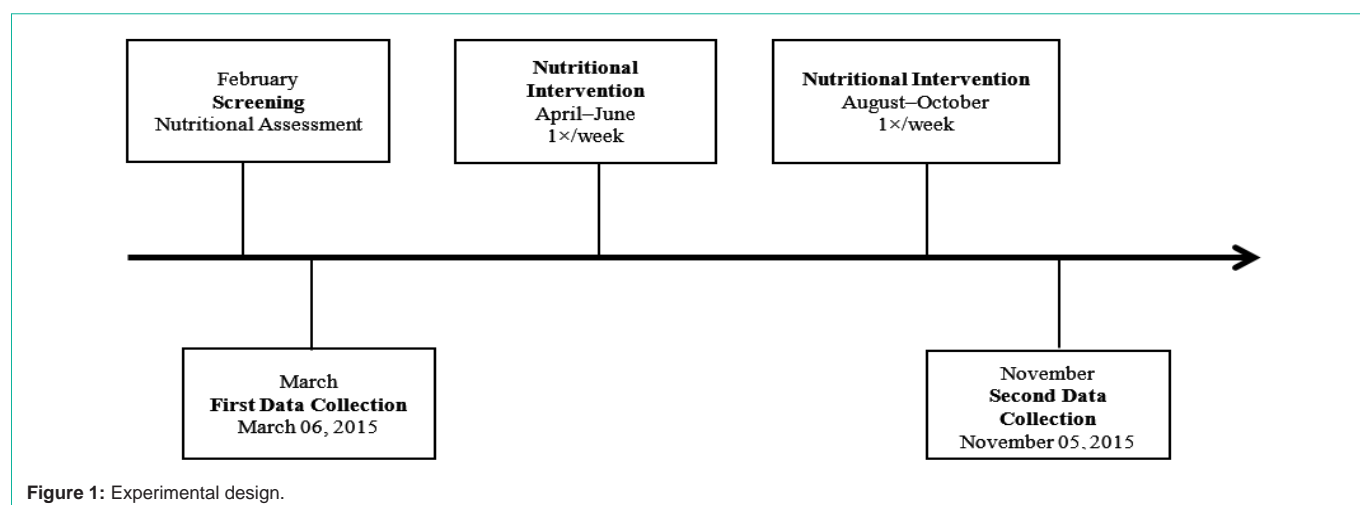 February
Screening
Nutritional Assessment
Nutritional
Intervention
April–June
1×/week
Nutritional Intervention
August–October
1×/week
March
First Data Collection
March 06, 2015
November
Second Data
Collection
November 05, 2015
Figure 1: Experimental design.